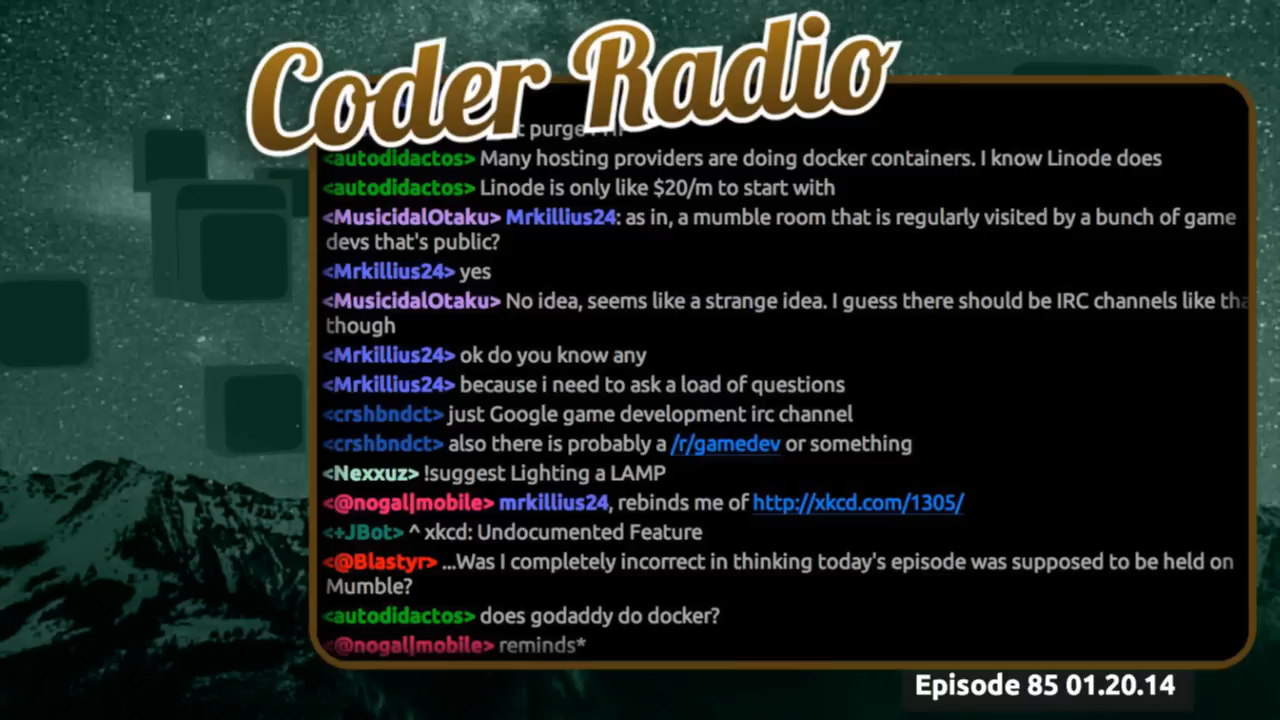 Coder Radio
purge
<autodidactos> Many hosting providers are doing docker containers. I know Linode does
<autodidactos> Linode is only like $20/m to start with
<MusicidalOtaku> Mrkillius24: as in, a mumble room that is regularly visited by a bunch of game
devs that's public?
<Mrkillius24> yes
<MusicidalOtaku> No idea, seems like a strange idea. I guess there should be IRC channels like tha
though
<Mrkillius24> ok do you know any
<Mrkillius24> because i need to ask a load of questions
<crshbndct> just Google game development irc channel
<crshbndct> also there is probably a /r/gamedev or something
<Nexxuz> !suggest Lighting a LAMP
<@nogal|mobile> mrkillius24, rebinds me of http://xkcd.com/1305/
<+JBot> ^ xkcd: Undocumented Feature
<@Blastyr> ...Was I completely incorrect in thinking today's episode was supposed to be held on
Mumble?
<autodidactos> does godaddy do docker?
<@nogal|mobile> reminds*
Episode 85 01.20.14